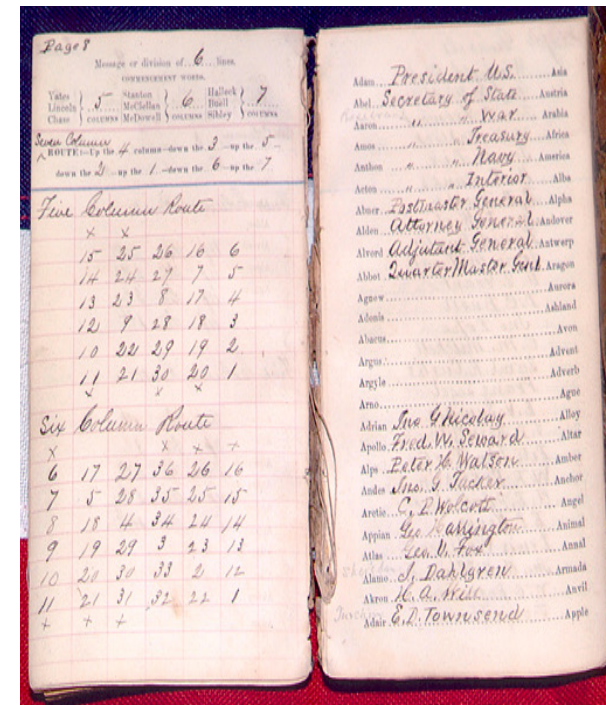 Page 8
Message or division of 6 lines.
COMMENCEMENT WORDS.
Yates Stanton Halleck
Lincoln 5 McClellan 6 Buell 7
Chase COLUMNS McDowell COLUMNS Sibley COLUMNS
Seven Column
ROUTE:—Up the 4 column—down the 3—up the 5—
down the 2—up the 1—down the 6—up the 7
Five Column Route
x x
15 25 26 16 6
14 24 27 7 5
13 23 8 17 4
12 9 28 18 3
10 22 29 19 2
11 21 30 20 1
x x x
Six Column Route
x x x x
6 17 27 36 26 16
7 5 28 35 25 15
8 18 4 34 24 14
9 19 29 3 23 13
10 20 30 33 2 12
11 21 31 32 22 1
x x x
Adam President U.S. Asia
Abel Secretary of State Austria
Aaron " " War Arabia
Amos " " Treasury Africa
Anthon " " Navy America
Acton " " Interior Alba
Abner Postmaster General Alpha
Alden Attorney General Andover
Alverd Adjutant General Antwerp
Abbot Quarter Master Genl Aragon
Agnew Aurora
Adonis Ashland
Abacus Avon
Argus Advent
Argyle Adverb
Arno Ague
Adrian Jno G Nicolay Alloy
Apollo Fred. W. Seward Altar
Alps Peter H. Watson Amber
Andes Jno. G. Tucker Anchor
Arctic C. P. Wolcott Angel
Appian Geo Harrington Animal
Atlas Geo. V. Fox Annal
Alamo J. Dahlgren Armada
Akron H. A. Wise Anvil
Adair E. D. Townsend Apple